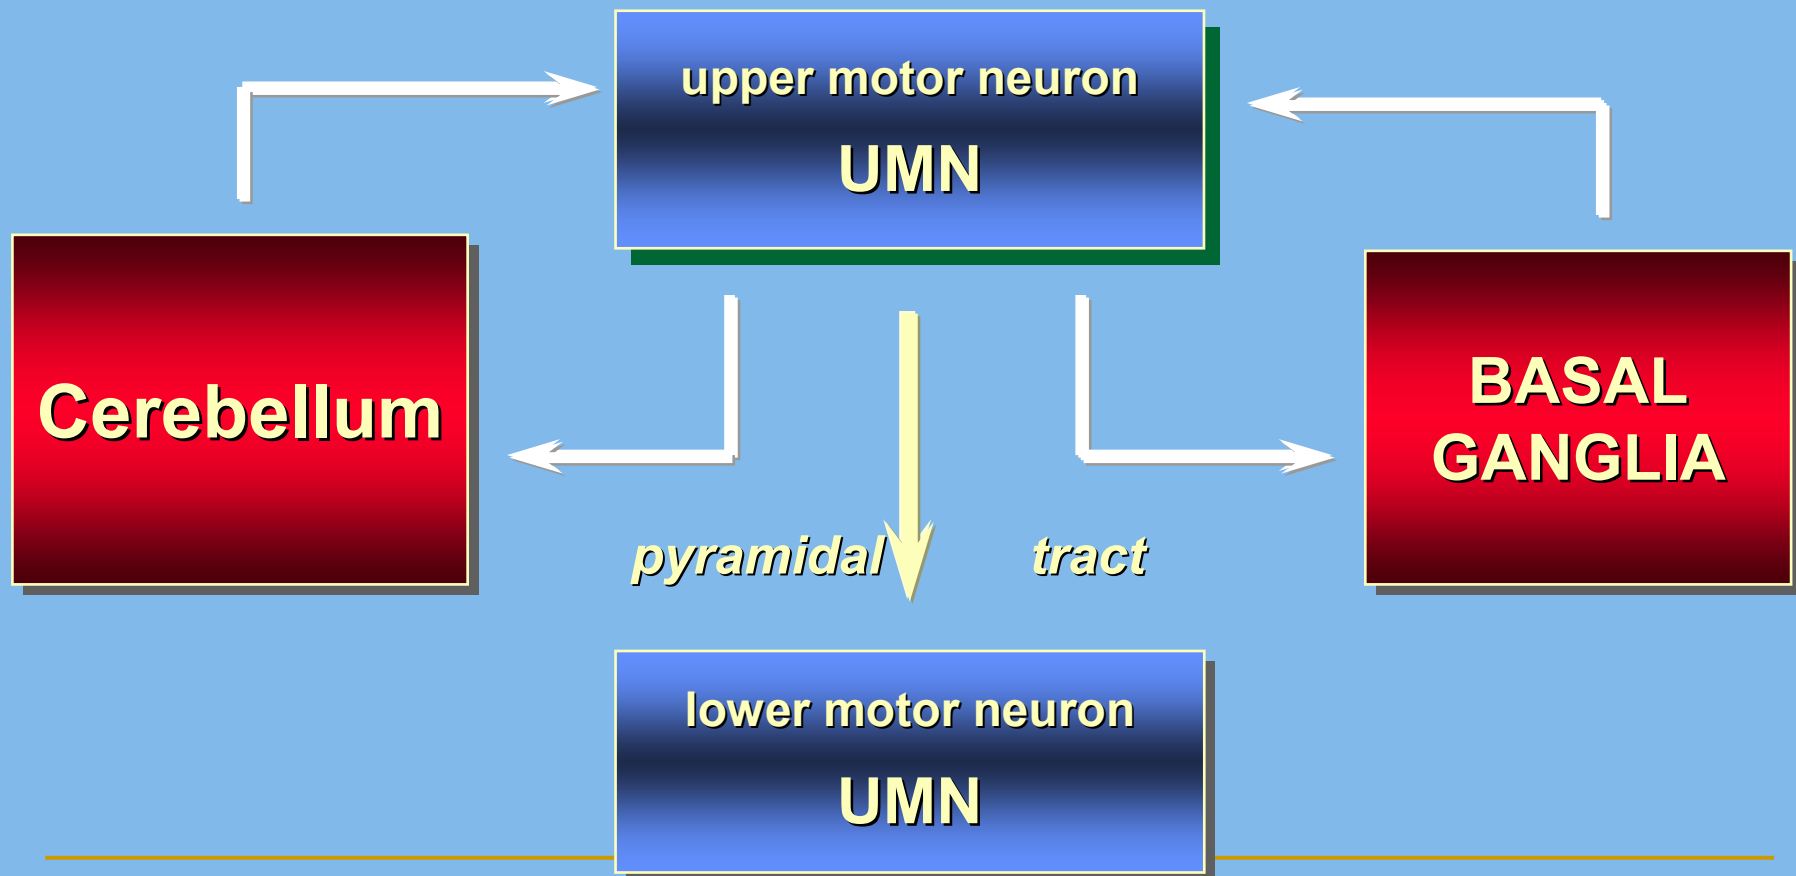 upper motor neuron
UMN
Cerebellum
BASAL
GANGLIA
pyramidal tract
lower motor neuron
UMN